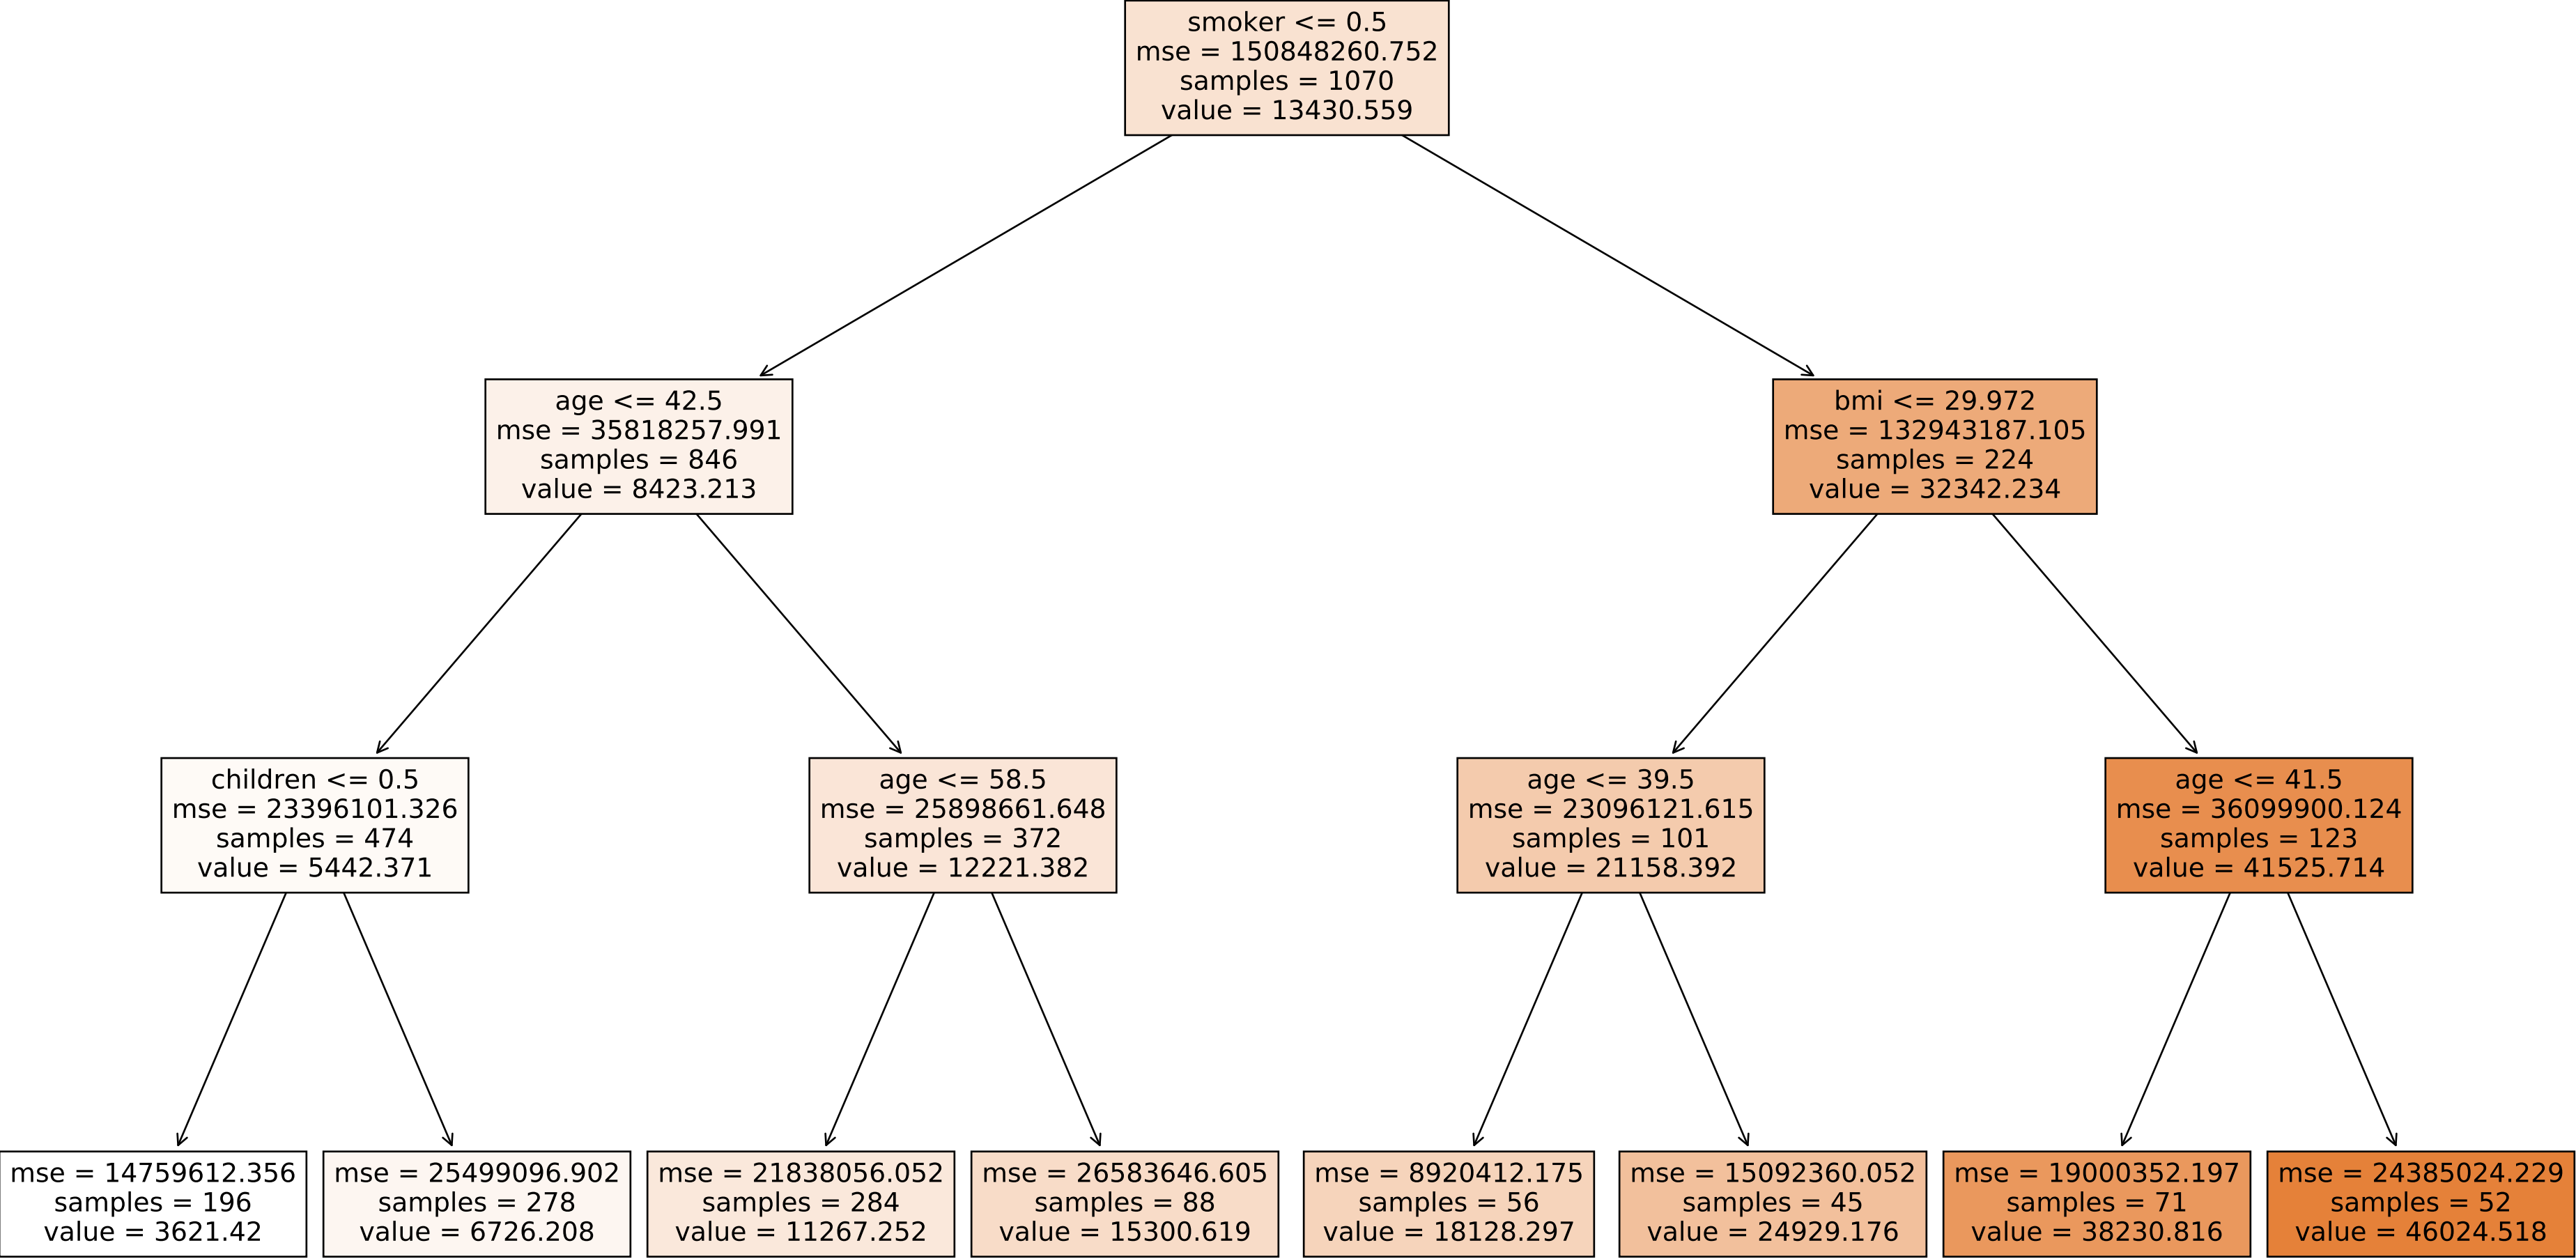 smoker <= 0.5
mse = 150848260.752
samples = 1070
value = 13430.559
age <= 42.5
mse = 35818257.991
samples = 846
value = 8423.213
bmi <= 29.972
mse = 132943187.105
samples = 224
value = 32342.234
children <= 0.5
mse = 23396101.326
samples = 474
value = 5442.371
age <= 58.5
mse = 25898661.648
samples = 372
value = 12221.382
age <= 39.5
mse = 23096121.615
samples = 101
value = 21158.392
age <= 41.5
mse = 36099900.124
samples = 123
value = 41525.714
mse = 14759612.356
samples = 196
value = 3621.42
mse = 25499096.902
samples = 278
value = 6726.208
mse = 21838056.052
samples = 284
value = 11267.252
mse = 26583646.605
samples = 88
value = 15300.619
mse = 8920412.175
samples = 56
value = 18128.297
mse = 15092360.052
samples = 45
value = 24929.176
mse = 19000352.197
samples = 71
value = 38230.816
mse = 24385024.229
samples = 52
value = 46024.518